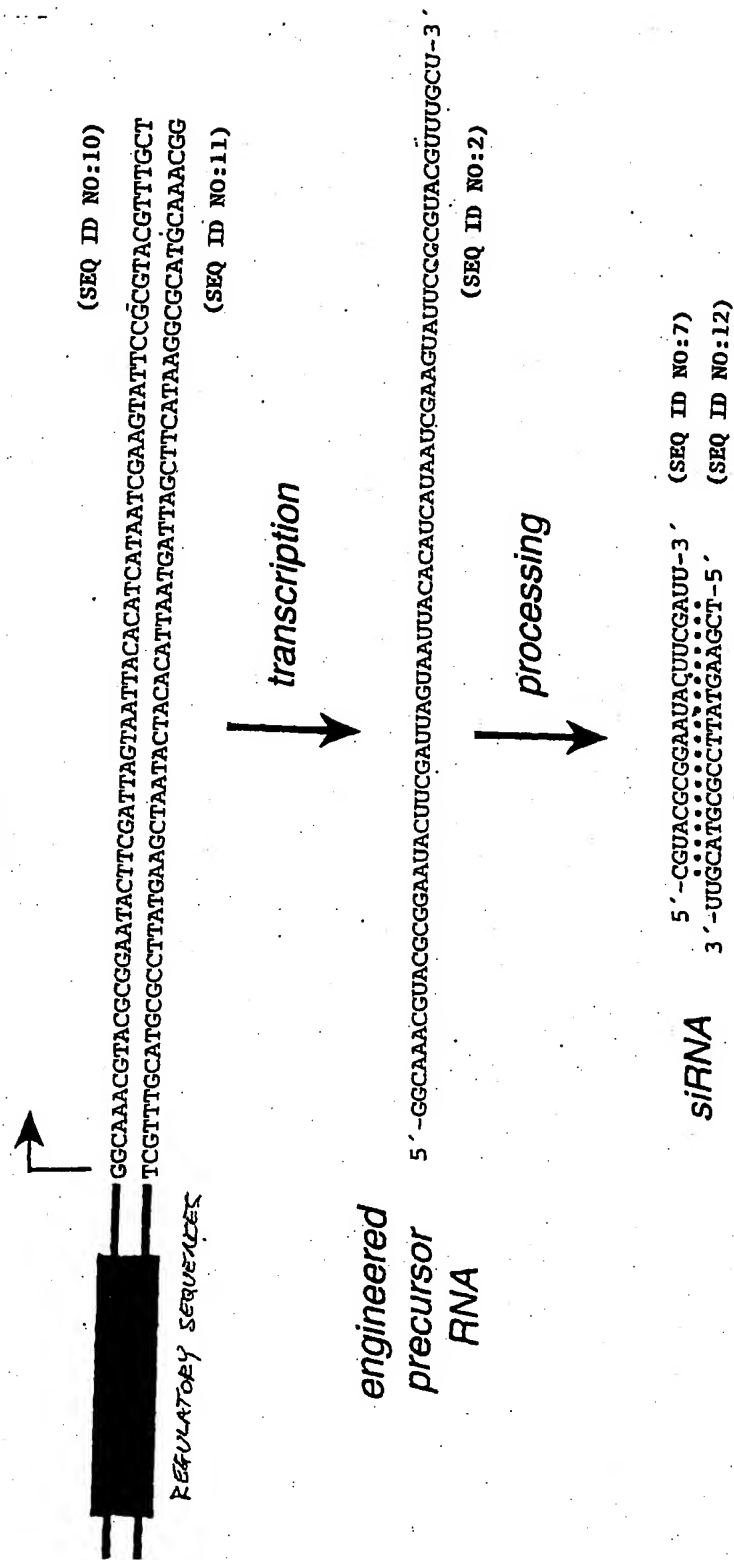 (SEQ ID NO:10)
GGCAAACGTACGCGGAATACTTCGATTAGTAATTACACATCATAATCGAAGTATTCCGCGTACGTTTGCT
TCGTTTGCATGCGCCTTATGAAGCTAATACTACACATTAATGATTAGCTTCATAAGGCGCATGCAAACGG
REGULATORY SEQUENCES
(SEQ ID NO:11)
transcription
engineered
precursor
RNA
5´-GGCAAACGUACGCGGAAUACUUCGAUUAGUAAUUACACAUCAUAAUCGAAGUAUUCCGCGUACGUUUGCU-3´
(SEQ ID NO:2)
processing
siRNA
5´-CGUACGCGGAAUACUUCGAUU-3´ (SEQ ID NO:7)
3´-UUGCATGCGCCTTATGAAGCT-5´ (SEQ ID NO:12)